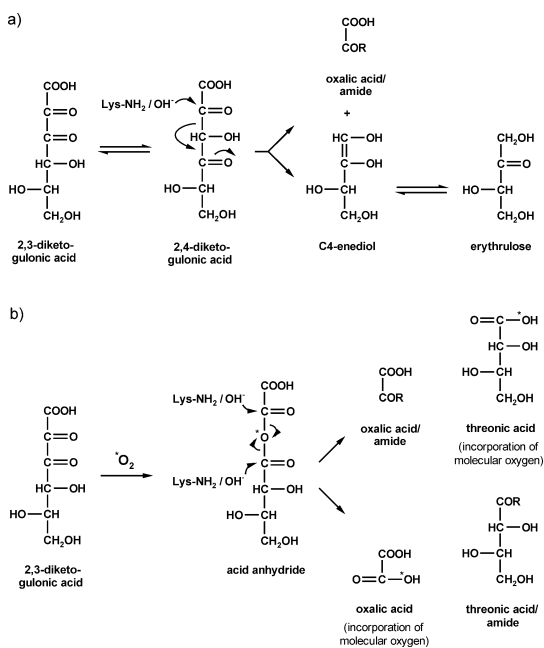 a)
COOH
C=O
C=O
HC-OH
HO-CH
CH2OH
2,3-diketo-
gulonic acid
Lys-NH2 / OH-
COOH
C=O
HC-OH
C=O
HO-CH
CH2OH
2,4-diketo-
gulonic acid
COOH
COR
oxalic acid/
amide
+
C-OH
C-OH
HO-CH
CH2OH
C4-enediol
CH2OH
C=O
HO-CH
CH2OH
erythrulose
b)
COOH
C=O
C=O
HC-OH
HO-CH
CH2OH
2,3-diketo-
gulonic acid
*O2
Lys-NH2 / OH-
COOH
C=O
*O
Lys-NH2 / OH-
C=O
HC-OH
HO-CH
CH2OH
acid anhydride
COOH
COR
oxalic acid/
amide
O=C-*OH
HC-OH
HO-CH
CH2OH
threonic acid
(incorporation of
molecular oxygen)
COOH
O=C-*OH
oxalic acid
(incorporation of
molecular oxygen)
COR
HC-OH
HO-CH
CH2OH
threonic acid/
amide